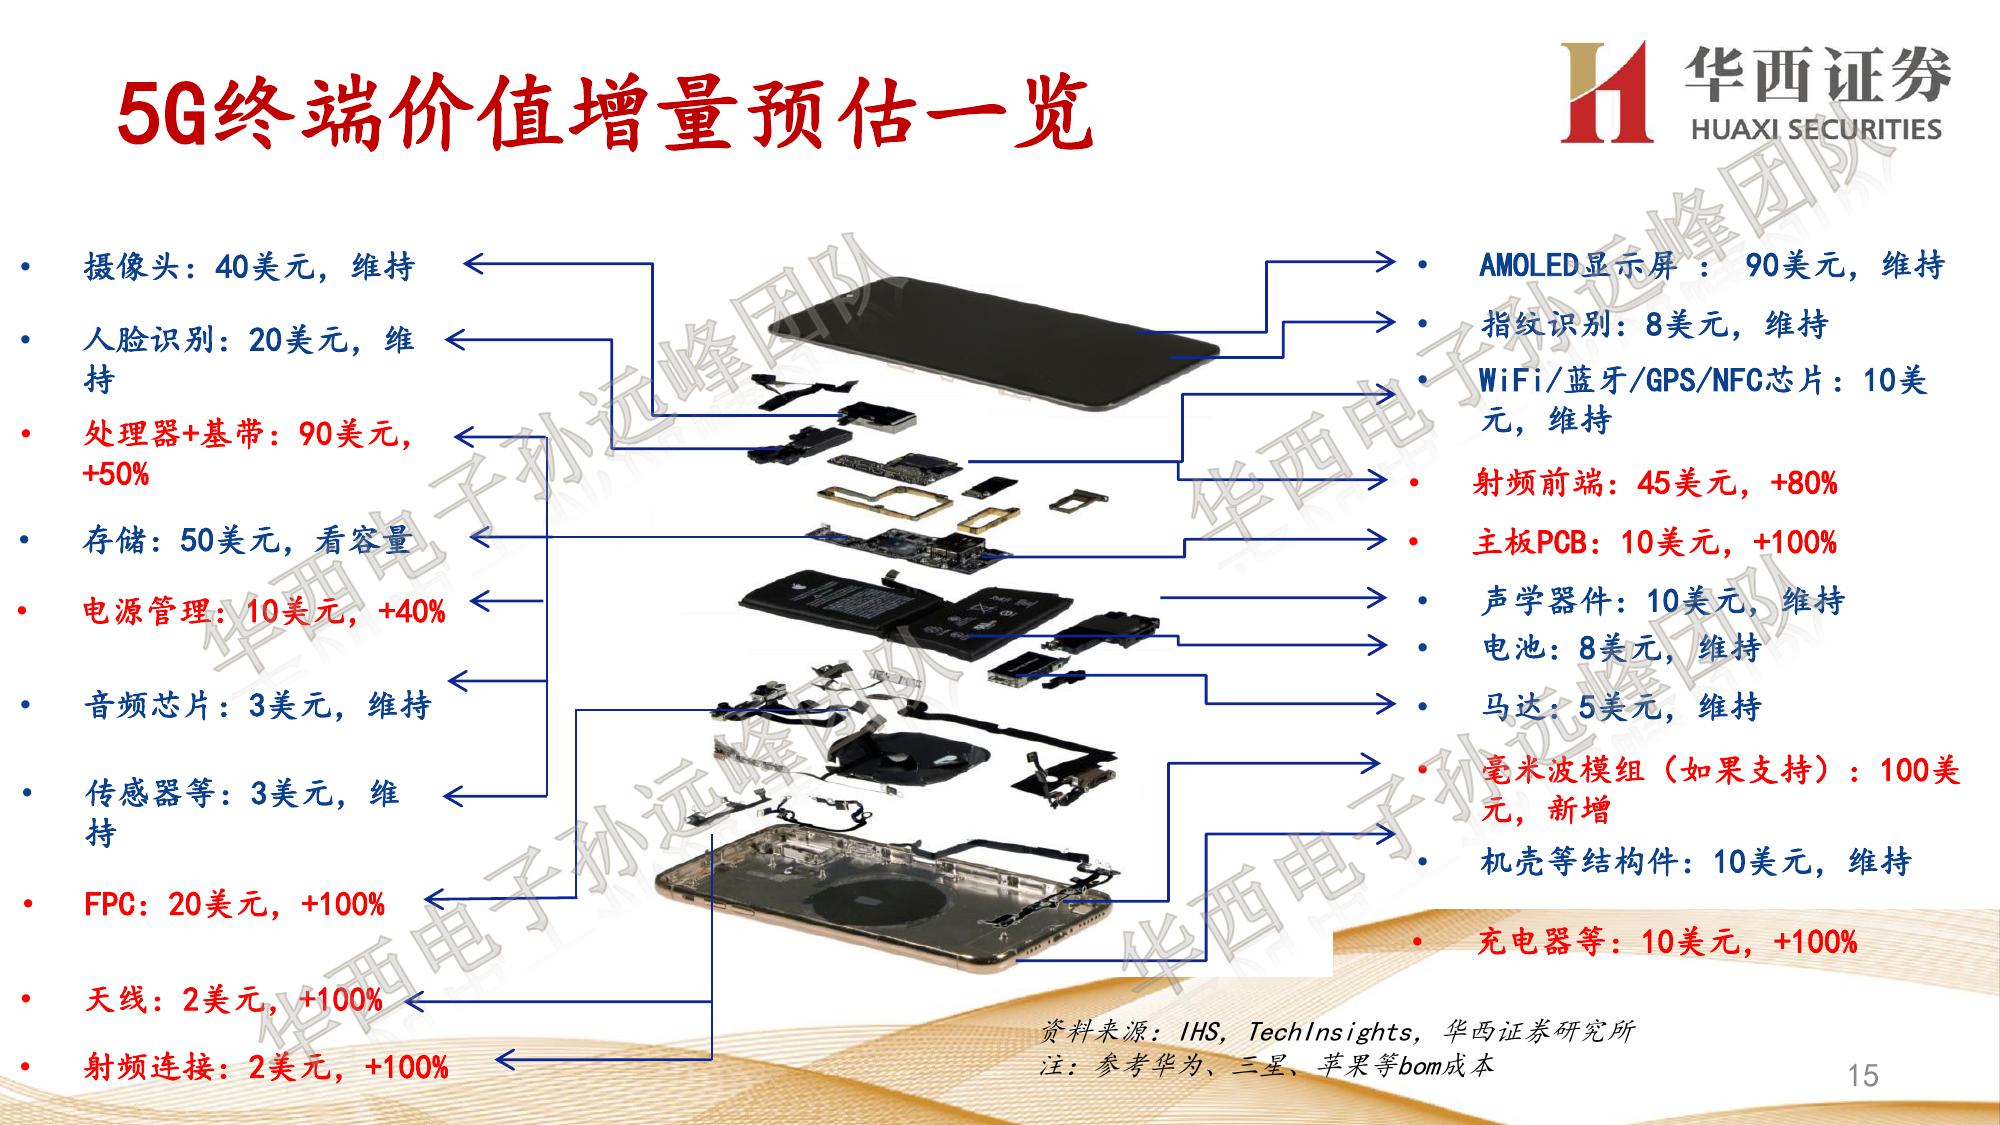 5G终端价值增量预估一览
华西证券
HUAXI SECURITIES
• 摄像头：40美元，维持
• 人脸识别：20美元，维
持
• 处理器+基带：90美元，
+50%
• 存储：50美元，看容量
• 电源管理：10美元，+40%
• 音频芯片：3美元，维持
• 传感器等：3美元，维
持
• FPC：20美元，+100%
• 天线：2美元，+100%
• 射频连接：2美元，+100%
• AMOLED显示屏 ： 90美元，维持
• 指纹识别：8美元，维持
• WiFi/蓝牙/GPS/NFC芯片：10美
元，维持
• 射频前端：45美元，+80%
• 主板PCB：10美元，+100%
• 声学器件：10美元，维持
• 电池：8美元，维持
• 马达：5美元，维持
• 毫米波模组（如果支持）：100美
元，新增
• 机壳等结构件：10美元，维持
• 充电器等：10美元，+100%
资料来源：IHS，TechInsights，华西证券研究所
注：参考华为、三星、苹果等bom成本
15
华西电子孙远峰团队
华西电子孙远峰团队
华西电子孙远峰团队
华西电子孙远峰团队